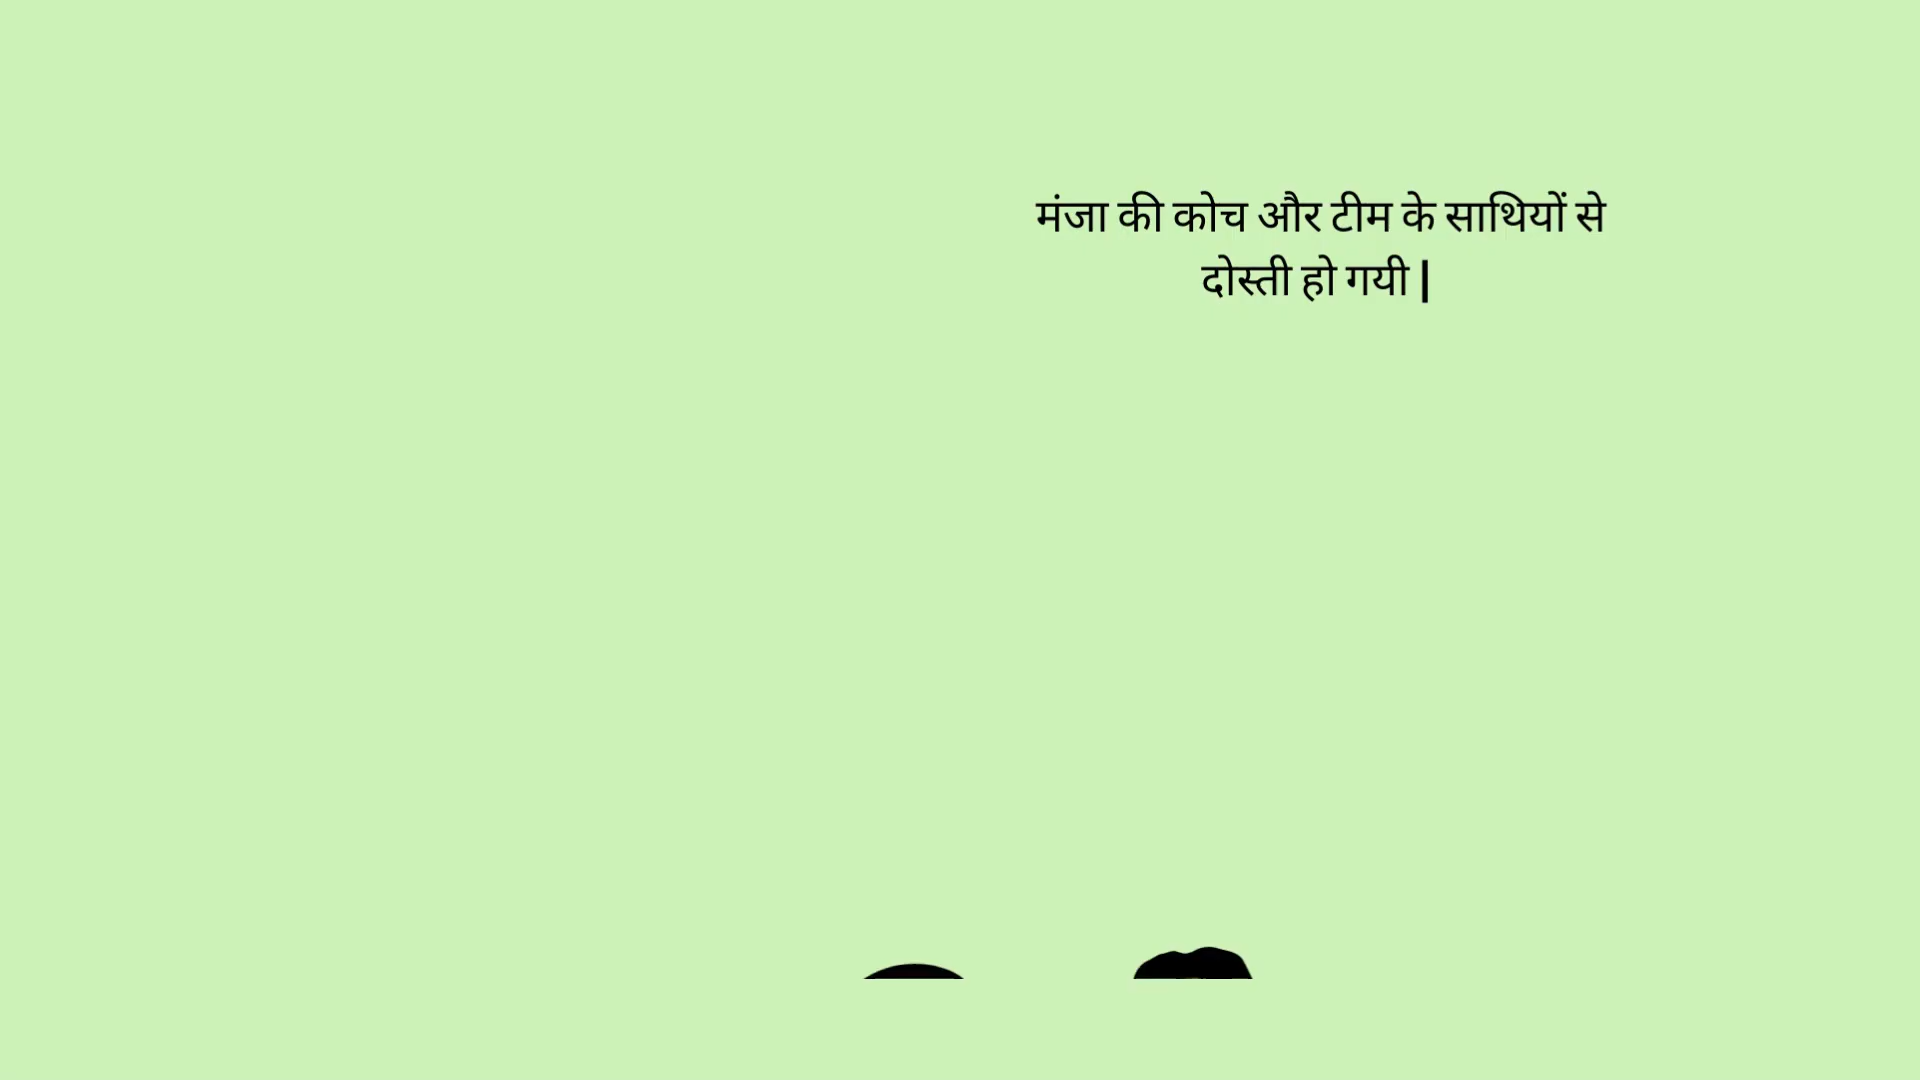 मंजा की कोच और टीम के साथियों से
दोस्ती हो गयी |